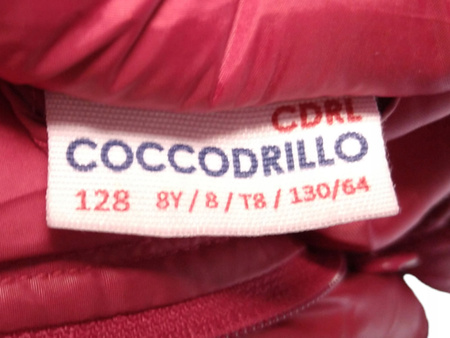 CDRL
COCCODRILLO
128 8Y / 8 / T8 / 130/64